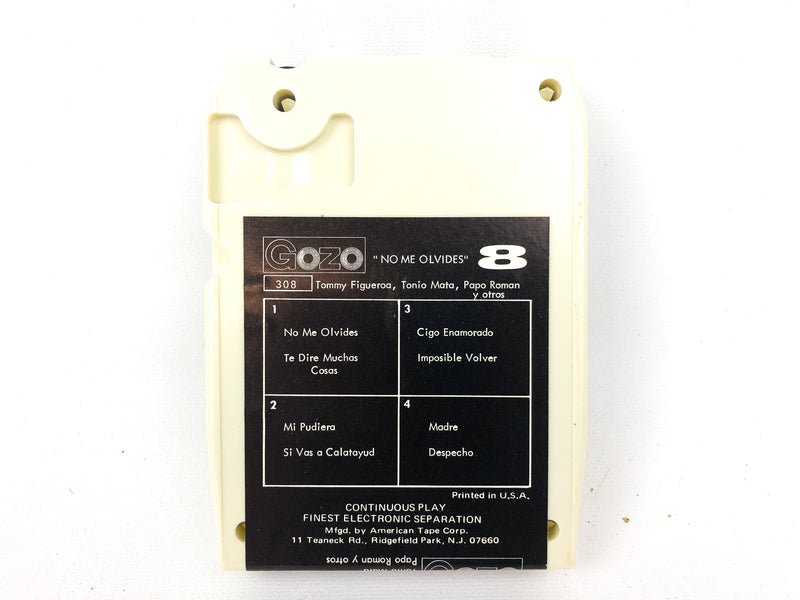 Gozo "NO ME OLVIDES" 8
308 Tommy Figueroa, Tonio Mata, Papo Roman
y otros
1
No Me Olvides
Te Dire Muchas
Cosas
2
Mi Pudiera
Si Vas a Calatayud
3
Cigo Enamorado
Imposible Volver
4
Madre
Despecho
Printed in U.S.A.
CONTINUOUS PLAY
FINEST ELECTRONIC SEPARATION
Mfgd. by American Tape Corp.
11 Teaneck Rd., Ridgefield Park, N.J. 07660
Papo Roman y otros
Gozo